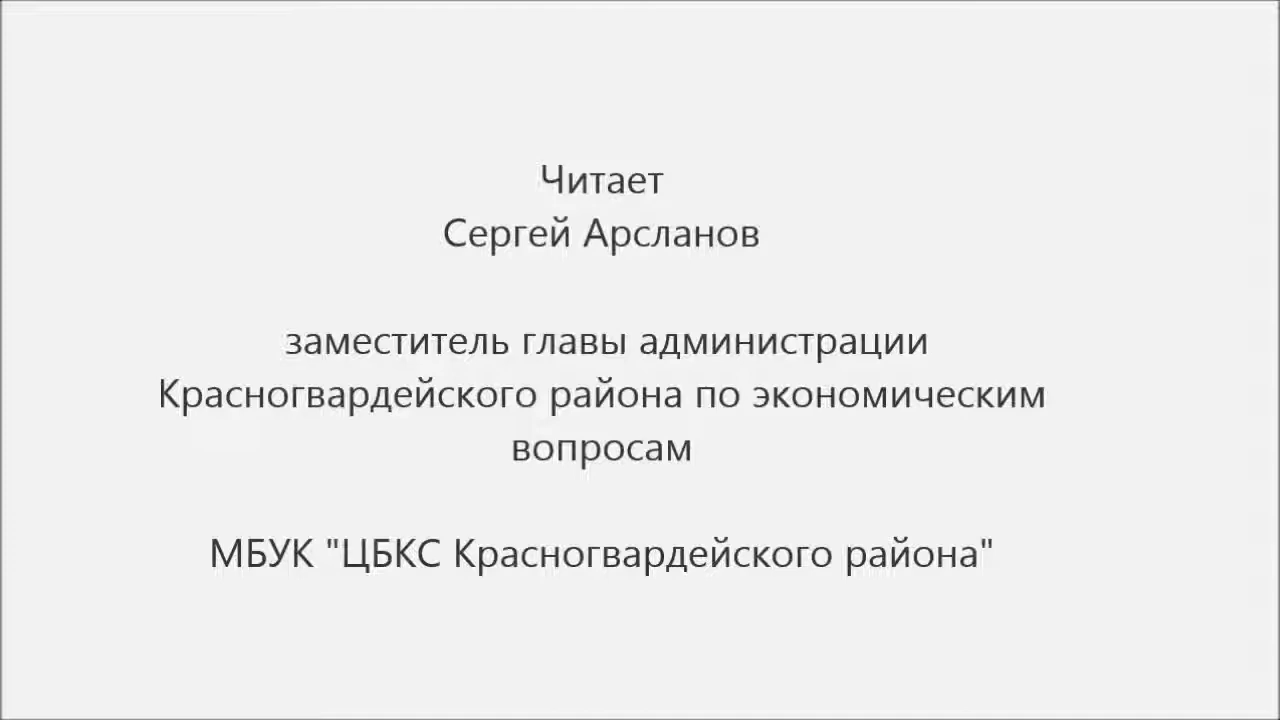 Читает
Сергей Арсланов
заместитель главы администрации
Красногвардейского района по экономическим
вопросам
МБУК "ЦБКС Красногвардейского района"